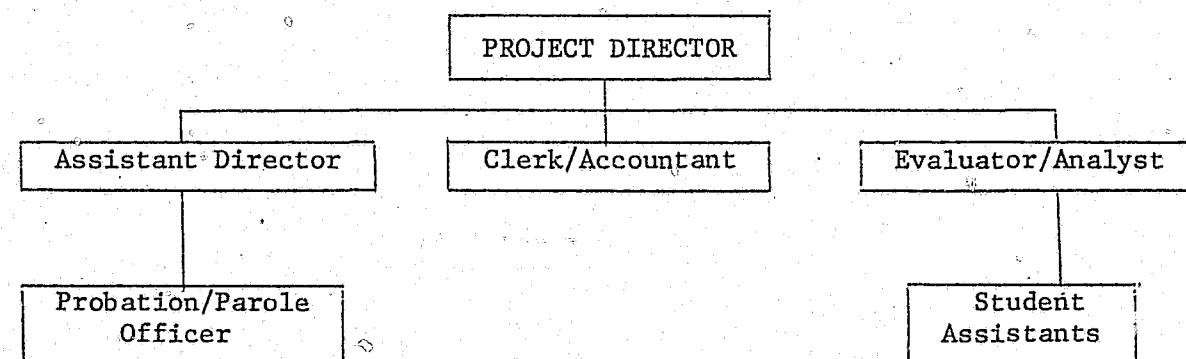 PROJECT DIRECTOR
Assistant Director
Clerk/Accountant
Evaluator/Analyst
Probation/Parole
Officer
Student
Assistants